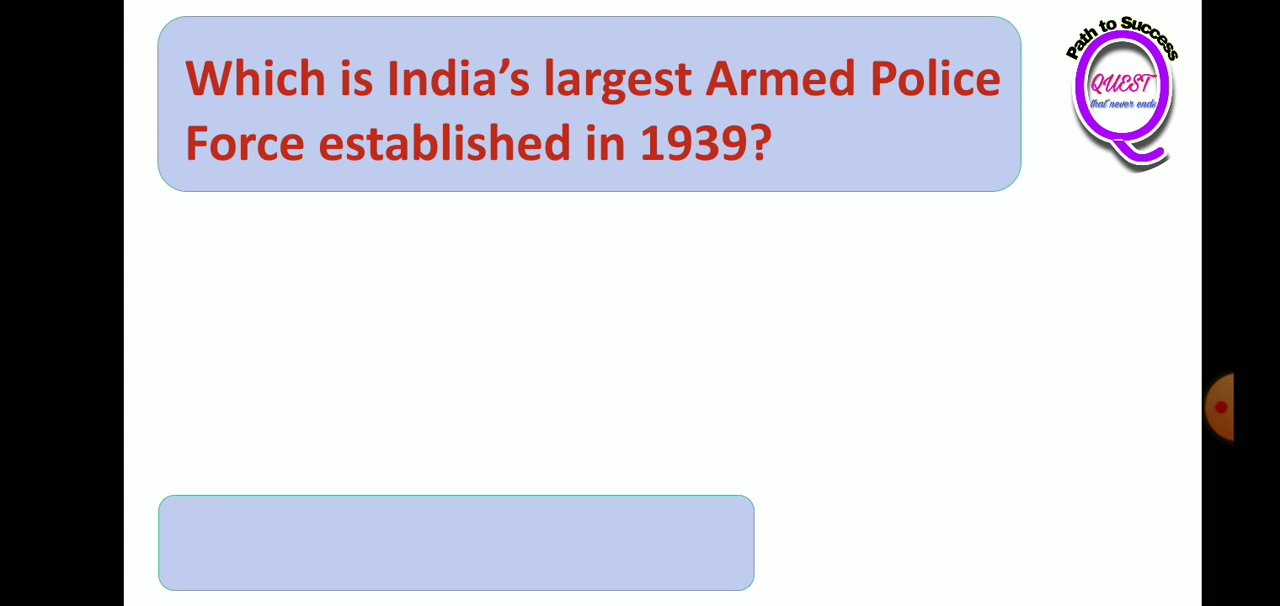 Which is India’s largest Armed Police
Force established in 1939?
Path to Success
QUEST
that never ends